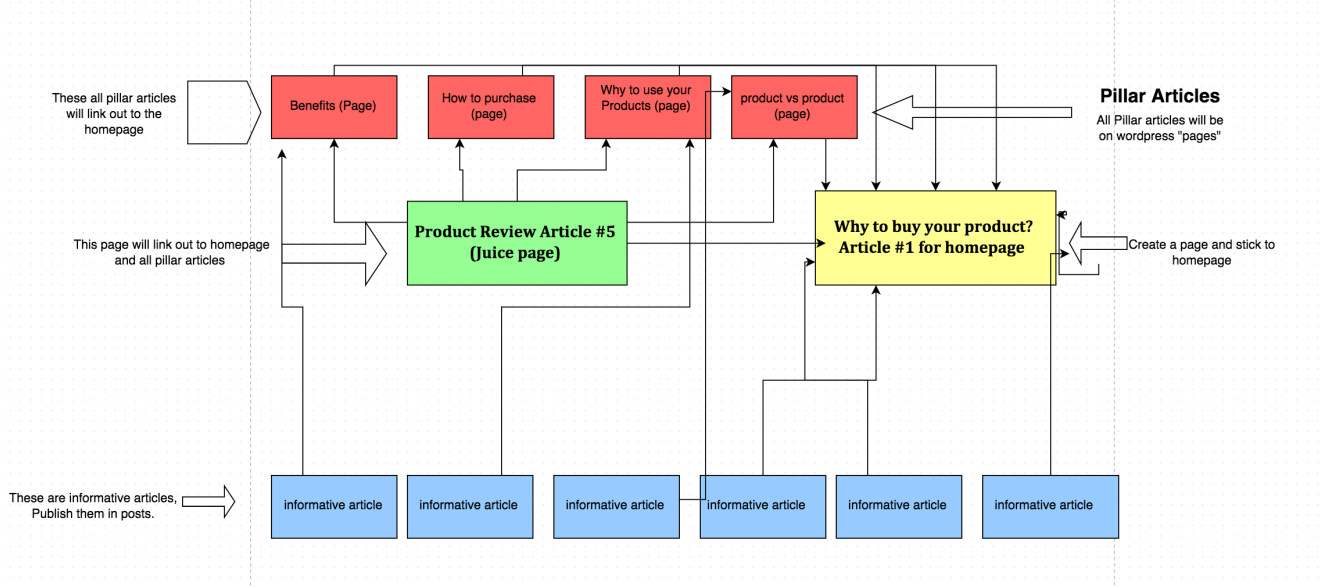 These all pillar articles
will link out to the
homepage
Benefits (Page)
How to purchase
(page)
Why to use your
Products (page)
product vs product
(page)
Pillar Articles
All Pillar articles will be
on wordpress "pages"
This page will link out to homepage
and all pillar articles
Product Review Article #5
(Juice page)
Why to buy your product?
Article #1 for homepage
Create a page and stick to
homepage
These are informative articles,
Publish them in posts.
informative article
informative article
informative article
informative article
informative article
informative article